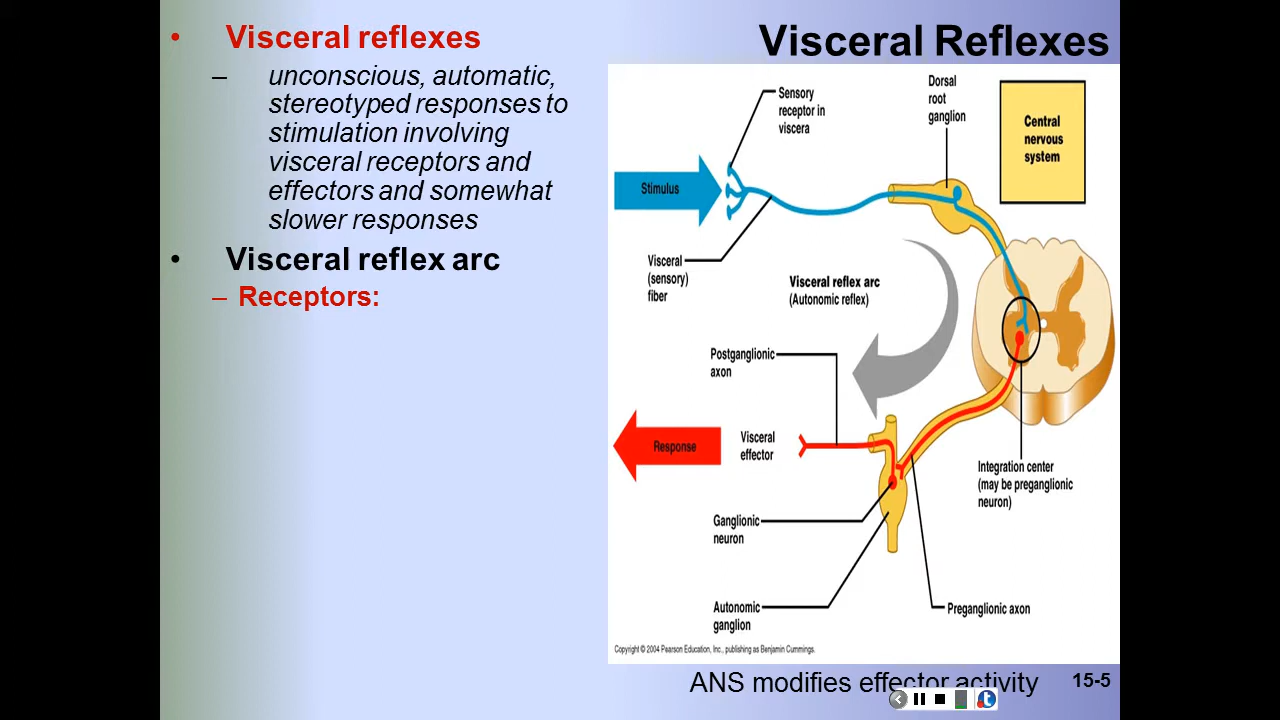 • Visceral reflexes
– unconscious, automatic,
stereotyped responses to
stimulation involving
visceral receptors and
effectors and somewhat
slower responses
• Visceral reflex arc
– Receptors:
Visceral Reflexes
Sensory
receptor in
viscera
Dorsal
root
ganglion
Central
nervous
system
Stimulus
Visceral
(sensory)
fiber
Visceral reflex arc
(Autonomic reflex)
Postganglionic
axon
Response
Visceral
effector
Integration center
(may be preganglionic
neuron)
Ganglionic
neuron
Autonomic
ganglion
Preganglionic axon
Copyright © 2004 Pearson Education, Inc., publishing as Benjamin Cummings.
ANS modifies effector activity
15-5